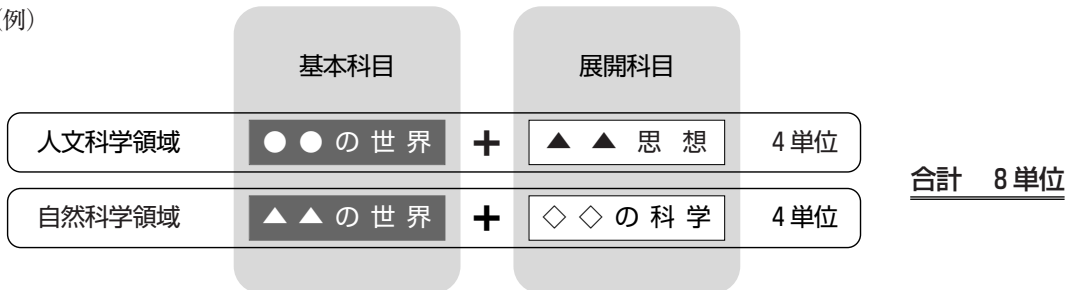 (例)
基本科目 展開科目
人文科学領域 ●●の世界 + ▲▲思想 4単位
合計 8単位
自然科学領域 ▲▲の世界 + ◇◇の科学 4単位